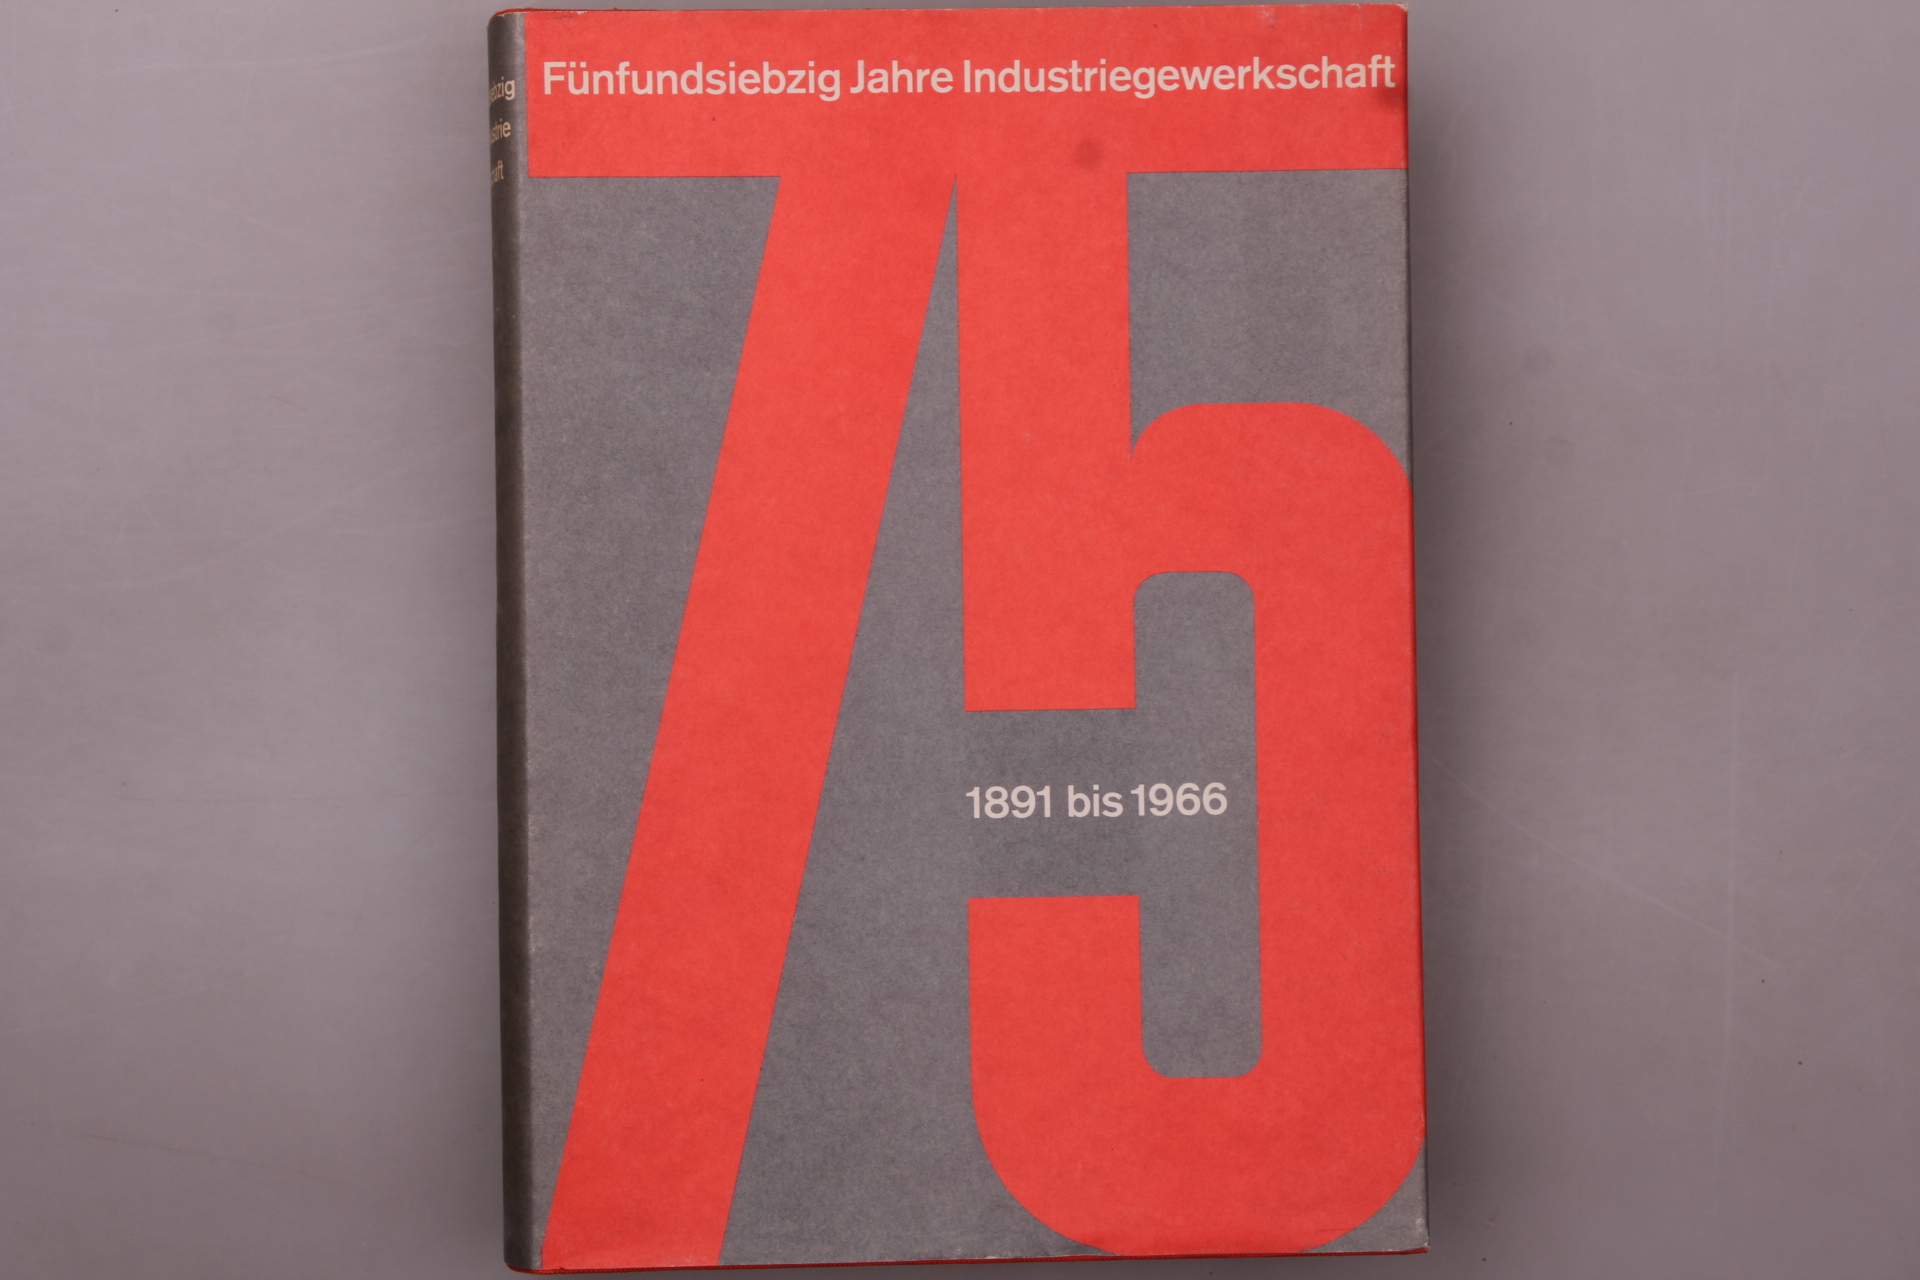 Fünfundsiebzig Jahre Industriegewerkschaft
75
1891 bis 1966